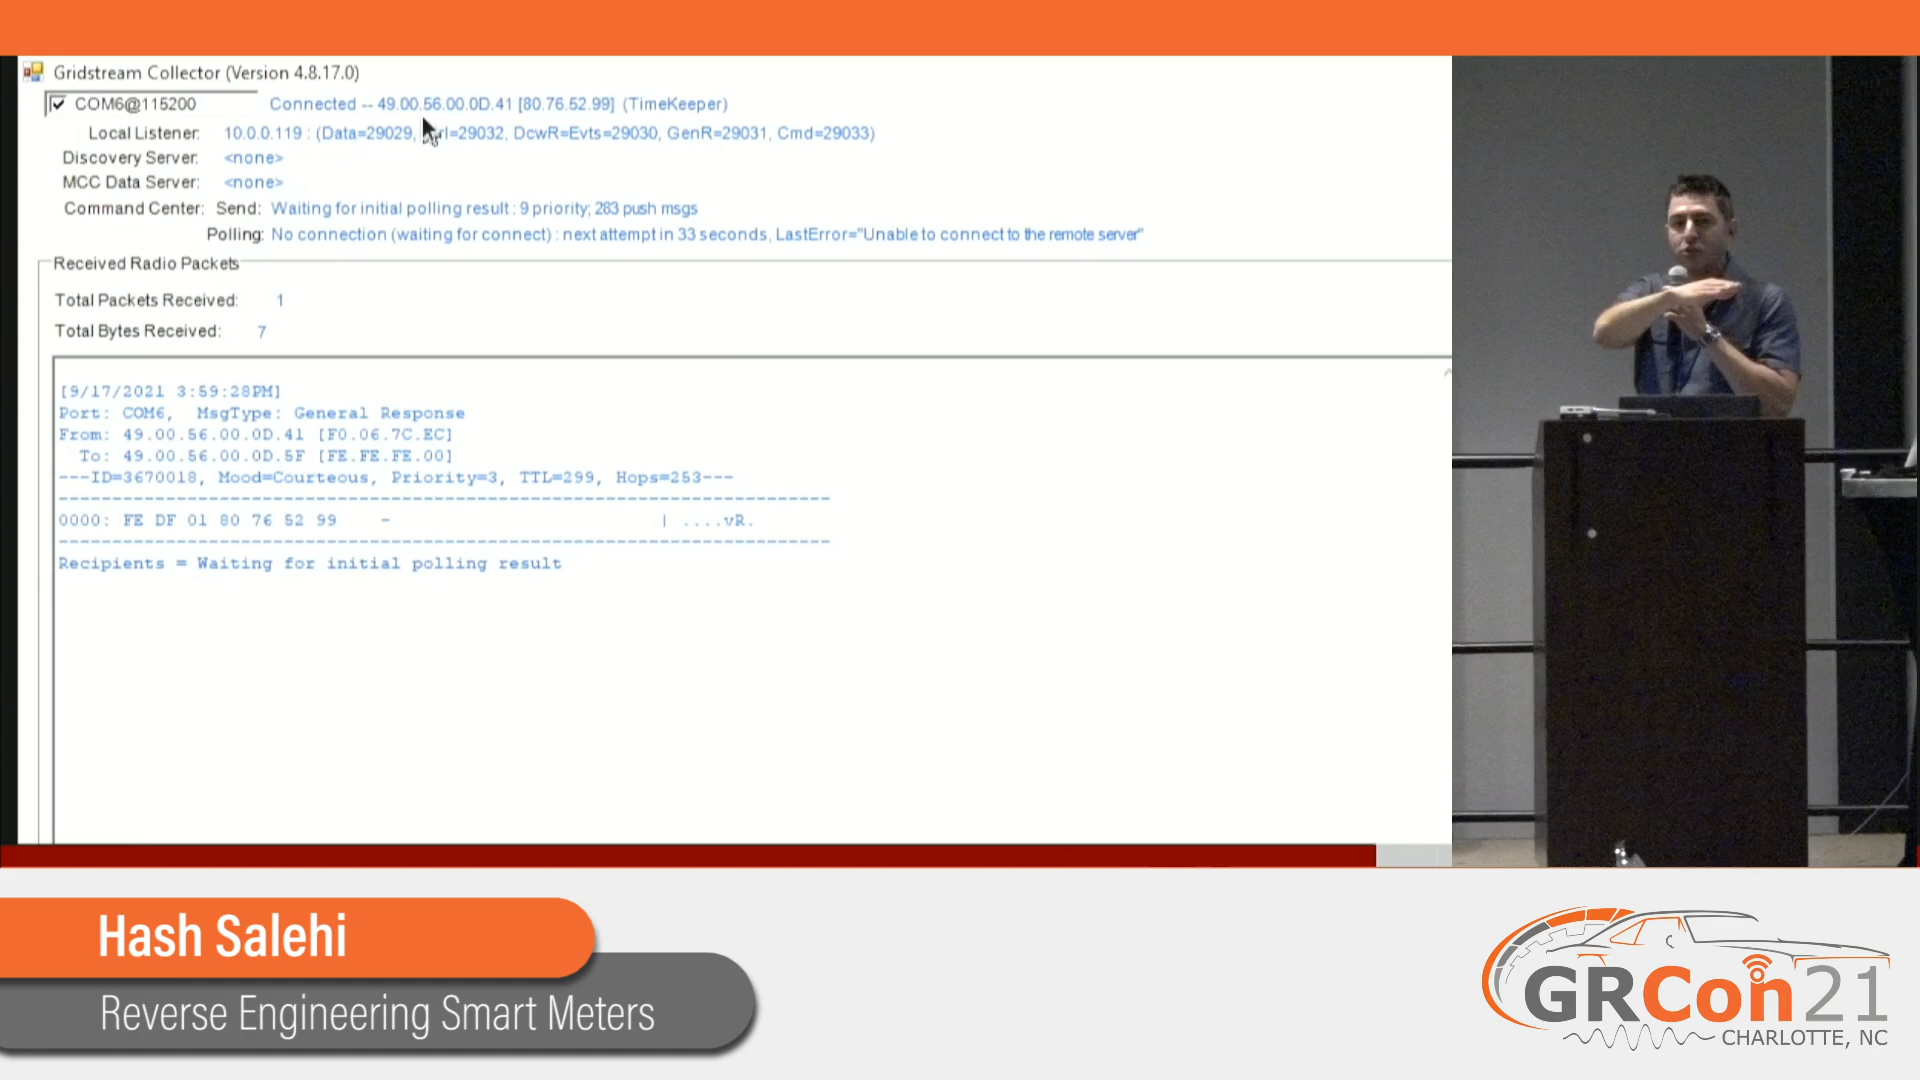 Gridstream Collector (Version 4.8.17.0)
COM6@115200 Connected -- 49.00.56.00.0D.41 [80.76.52.99] (TimeKeeper)
Local Listener: 10.0.0.119 : (Data=29029, rl=29032, DcwR=Evts=29030, GenR=29031, Cmd=29033)
Discovery Server: <none>
MCC Data Server: <none>
Command Center: Send: Waiting for initial polling result : 9 priority; 283 push msgs
Polling: No connection (waiting for connect) : next attempt in 33 seconds, LastError="Unable to connect to the remote server"
Received Radio Packets
Total Packets Received: 1
Total Bytes Received: 7
[9/17/2021 3:59:28PM]
Port: COM6, MsgType: General Response
From: 49.00.56.00.0D.41 [F0.06.7C.EC]
To: 49.00.56.00.0D.5F [FE.FE.FE.00]
---ID=3670018, Mood=Courteous, Priority=3, TTL=299, Hops=253---
------------------------------------------------------------------------
0000: FE DF 01 80 76 52 99 - | ....vR.
------------------------------------------------------------------------
Recipients = Waiting for initial polling result
Hash Salehi
Reverse Engineering Smart Meters
GRCon21
CHARLOTTE, NC